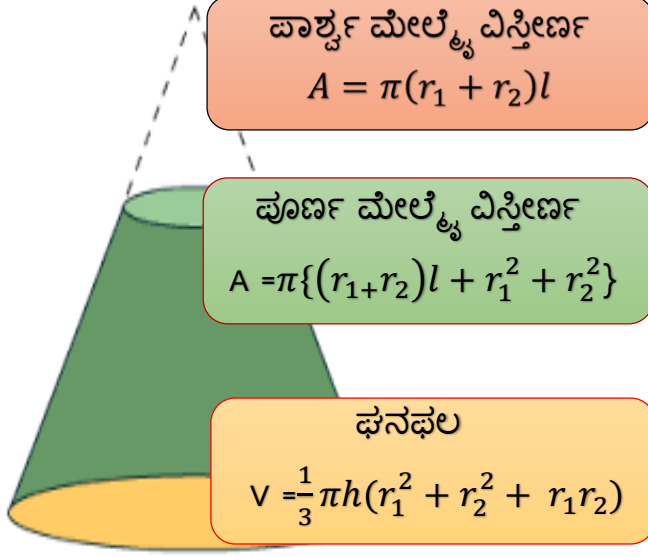 ಪಾರ್ಶ್ವ ಮೇಲ್ಮೈ ವಿಸ್ತೀರ್ಣ
A = π(r₁ + r₂)l
ಪೂರ್ಣ ಮೇಲ್ಮೈ ವಿಸ್ತೀರ್ಣ
A =π{(r₁₊r₂)l + r₁² + r₂²}
ಘನಫಲ
V =⅓πh(r₁² + r₂² + r₁r₂)